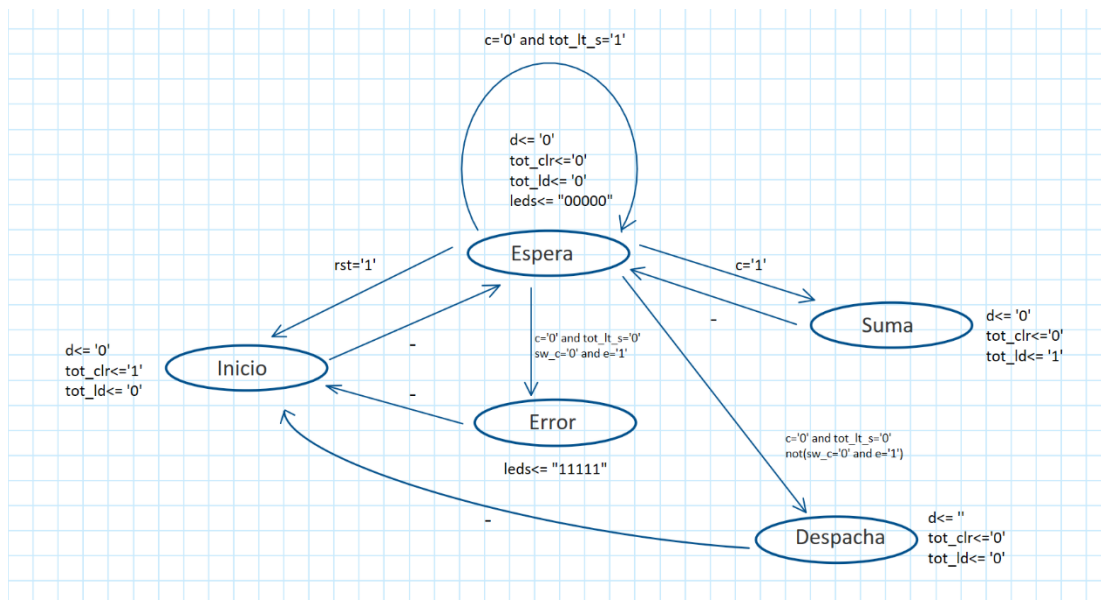 c='0' and tot_lt_s='1'
d<= '0'
tot_clr<='0'
tot_ld<= '0'
leds<= "00000"
Espera
rst='1'
c='1'
-
Suma
d<= '0'
tot_clr<='0'
tot_ld<= '1'
-
c='0' and tot_lt_s='0'
sw_c='0' and e='1'
d<= '0'
tot_clr<='1'
tot_ld<= '0'
Inicio
-
Error
leds<= "11111"
c='0' and tot_lt_s='0'
not(sw_c='0' and e='1')
-
Despacha
d<= ''
tot_clr<='0'
tot_ld<= '0'